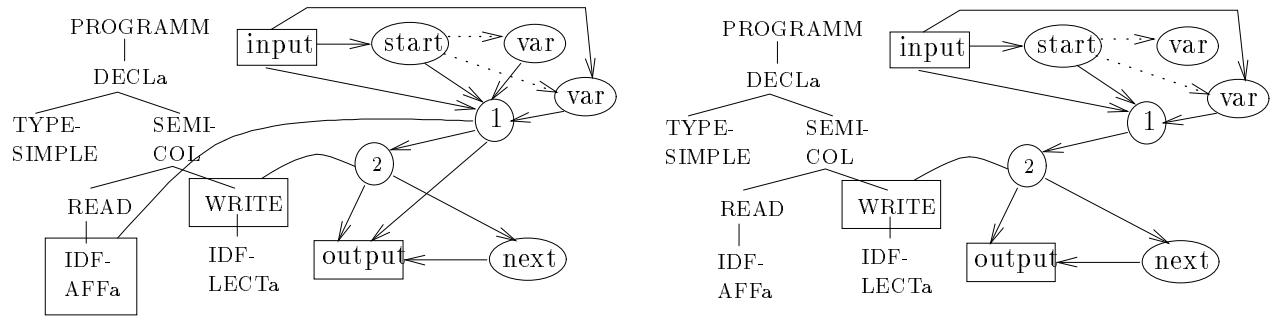 PROGRAMM
input
start
var
DECLa
var
TYPE-
SIMPLE
SEMI-
COL
1
2
READ
WRITE
IDF-
AFFa
IDF-
LECTa
output
next
PROGRAMM
input
start
var
DECLa
var
TYPE-
SIMPLE
SEMI-
COL
1
2
READ
WRITE
IDF-
AFFa
IDF-
LECTa
output
next